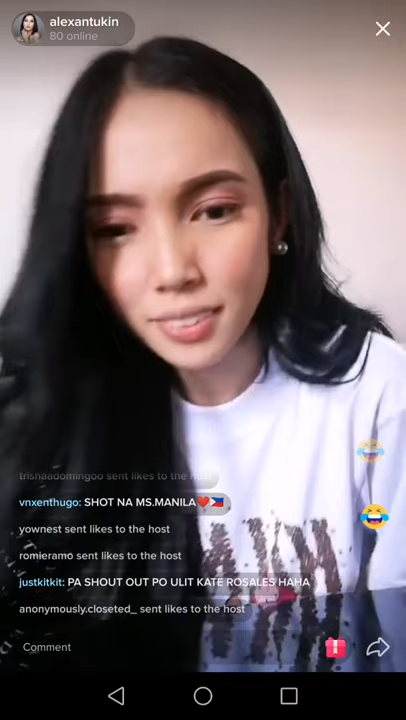 alexantukin
80 online
trishaadomingoo sent likes to the host
vnxenthugo: SHOT NA MS.MANILA❤️🇵🇭
yownest sent likes to the host
romieramo sent likes to the host
justkitkit: PA SHOUT OUT PO ULIT KATE ROSALES HAHA
anonymously.closeted_ sent likes to the host
Comment